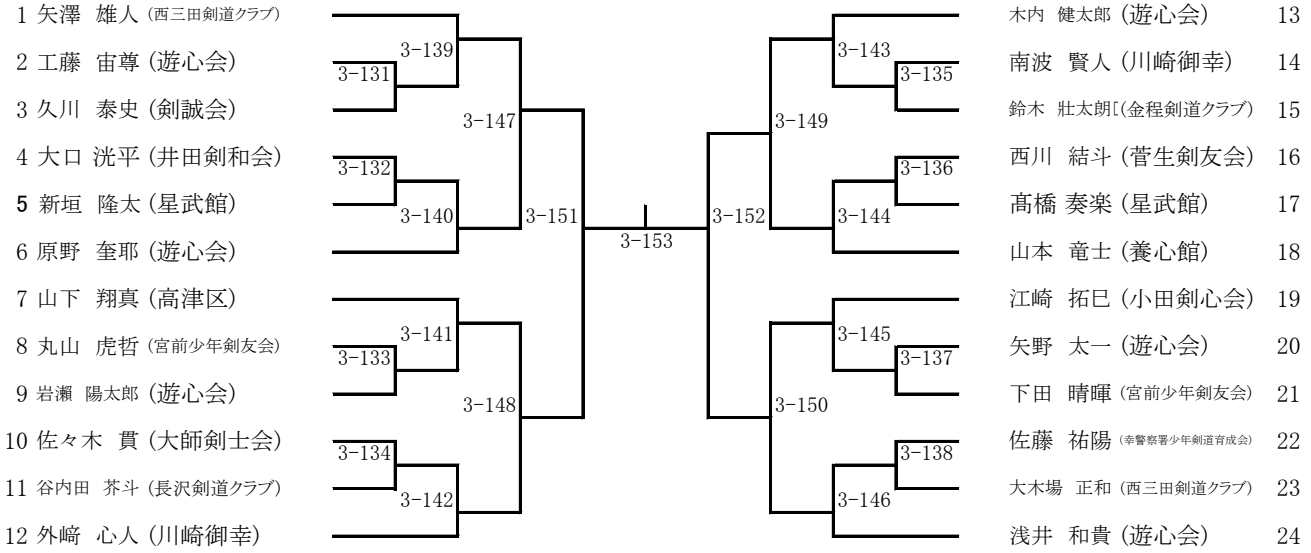 1 矢澤 雄人 (西三田剣道クラブ)
2 工藤 宙尊 (遊心会)
3 久川 泰史 (剣誠会)
4 大口 洸平 (井田剣和会)
5 新垣 隆太 (星武館)
6 原野 奎耶 (遊心会)
7 山下 翔真 (高津区)
8 丸山 虎哲 (宮前少年剣友会)
9 岩瀬 陽太郎 (遊心会)
10 佐々木 貫 (大師剣士会)
11 谷内田 芥斗 (長沢剣道クラブ)
12 外﨑 心人 (川崎御幸)
3-139
3-131
3-147
3-132
3-140
3-151
3-141
3-133
3-148
3-134
3-142
3-153
3-143
3-135
3-149
3-136
3-152
3-144
3-145
3-137
3-150
3-138
3-146
木内 健太郎 (遊心会) 13
南波 賢人 (川崎御幸) 14
鈴木 壯太朗 (金程剣道クラブ) 15
西川 結斗 (菅生剣友会) 16
髙橋 奏楽 (星武館) 17
山本 竜士 (養心館) 18
江崎 拓巳 (小田剣心会) 19
矢野 太一 (遊心会) 20
下田 晴暉 (宮前少年剣友会) 21
佐藤 祐陽 (幸警察署少年剣道育成会) 22
大木場 正和 (西三田剣道クラブ) 23
浅井 和貴 (遊心会) 24